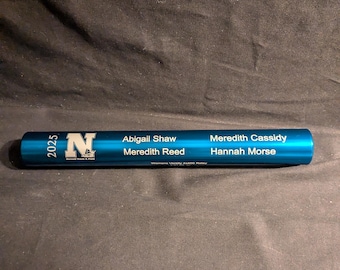 2025
N
Abigail Shaw
Meredith Cassidy
Meredith Reed
Hannah Morse